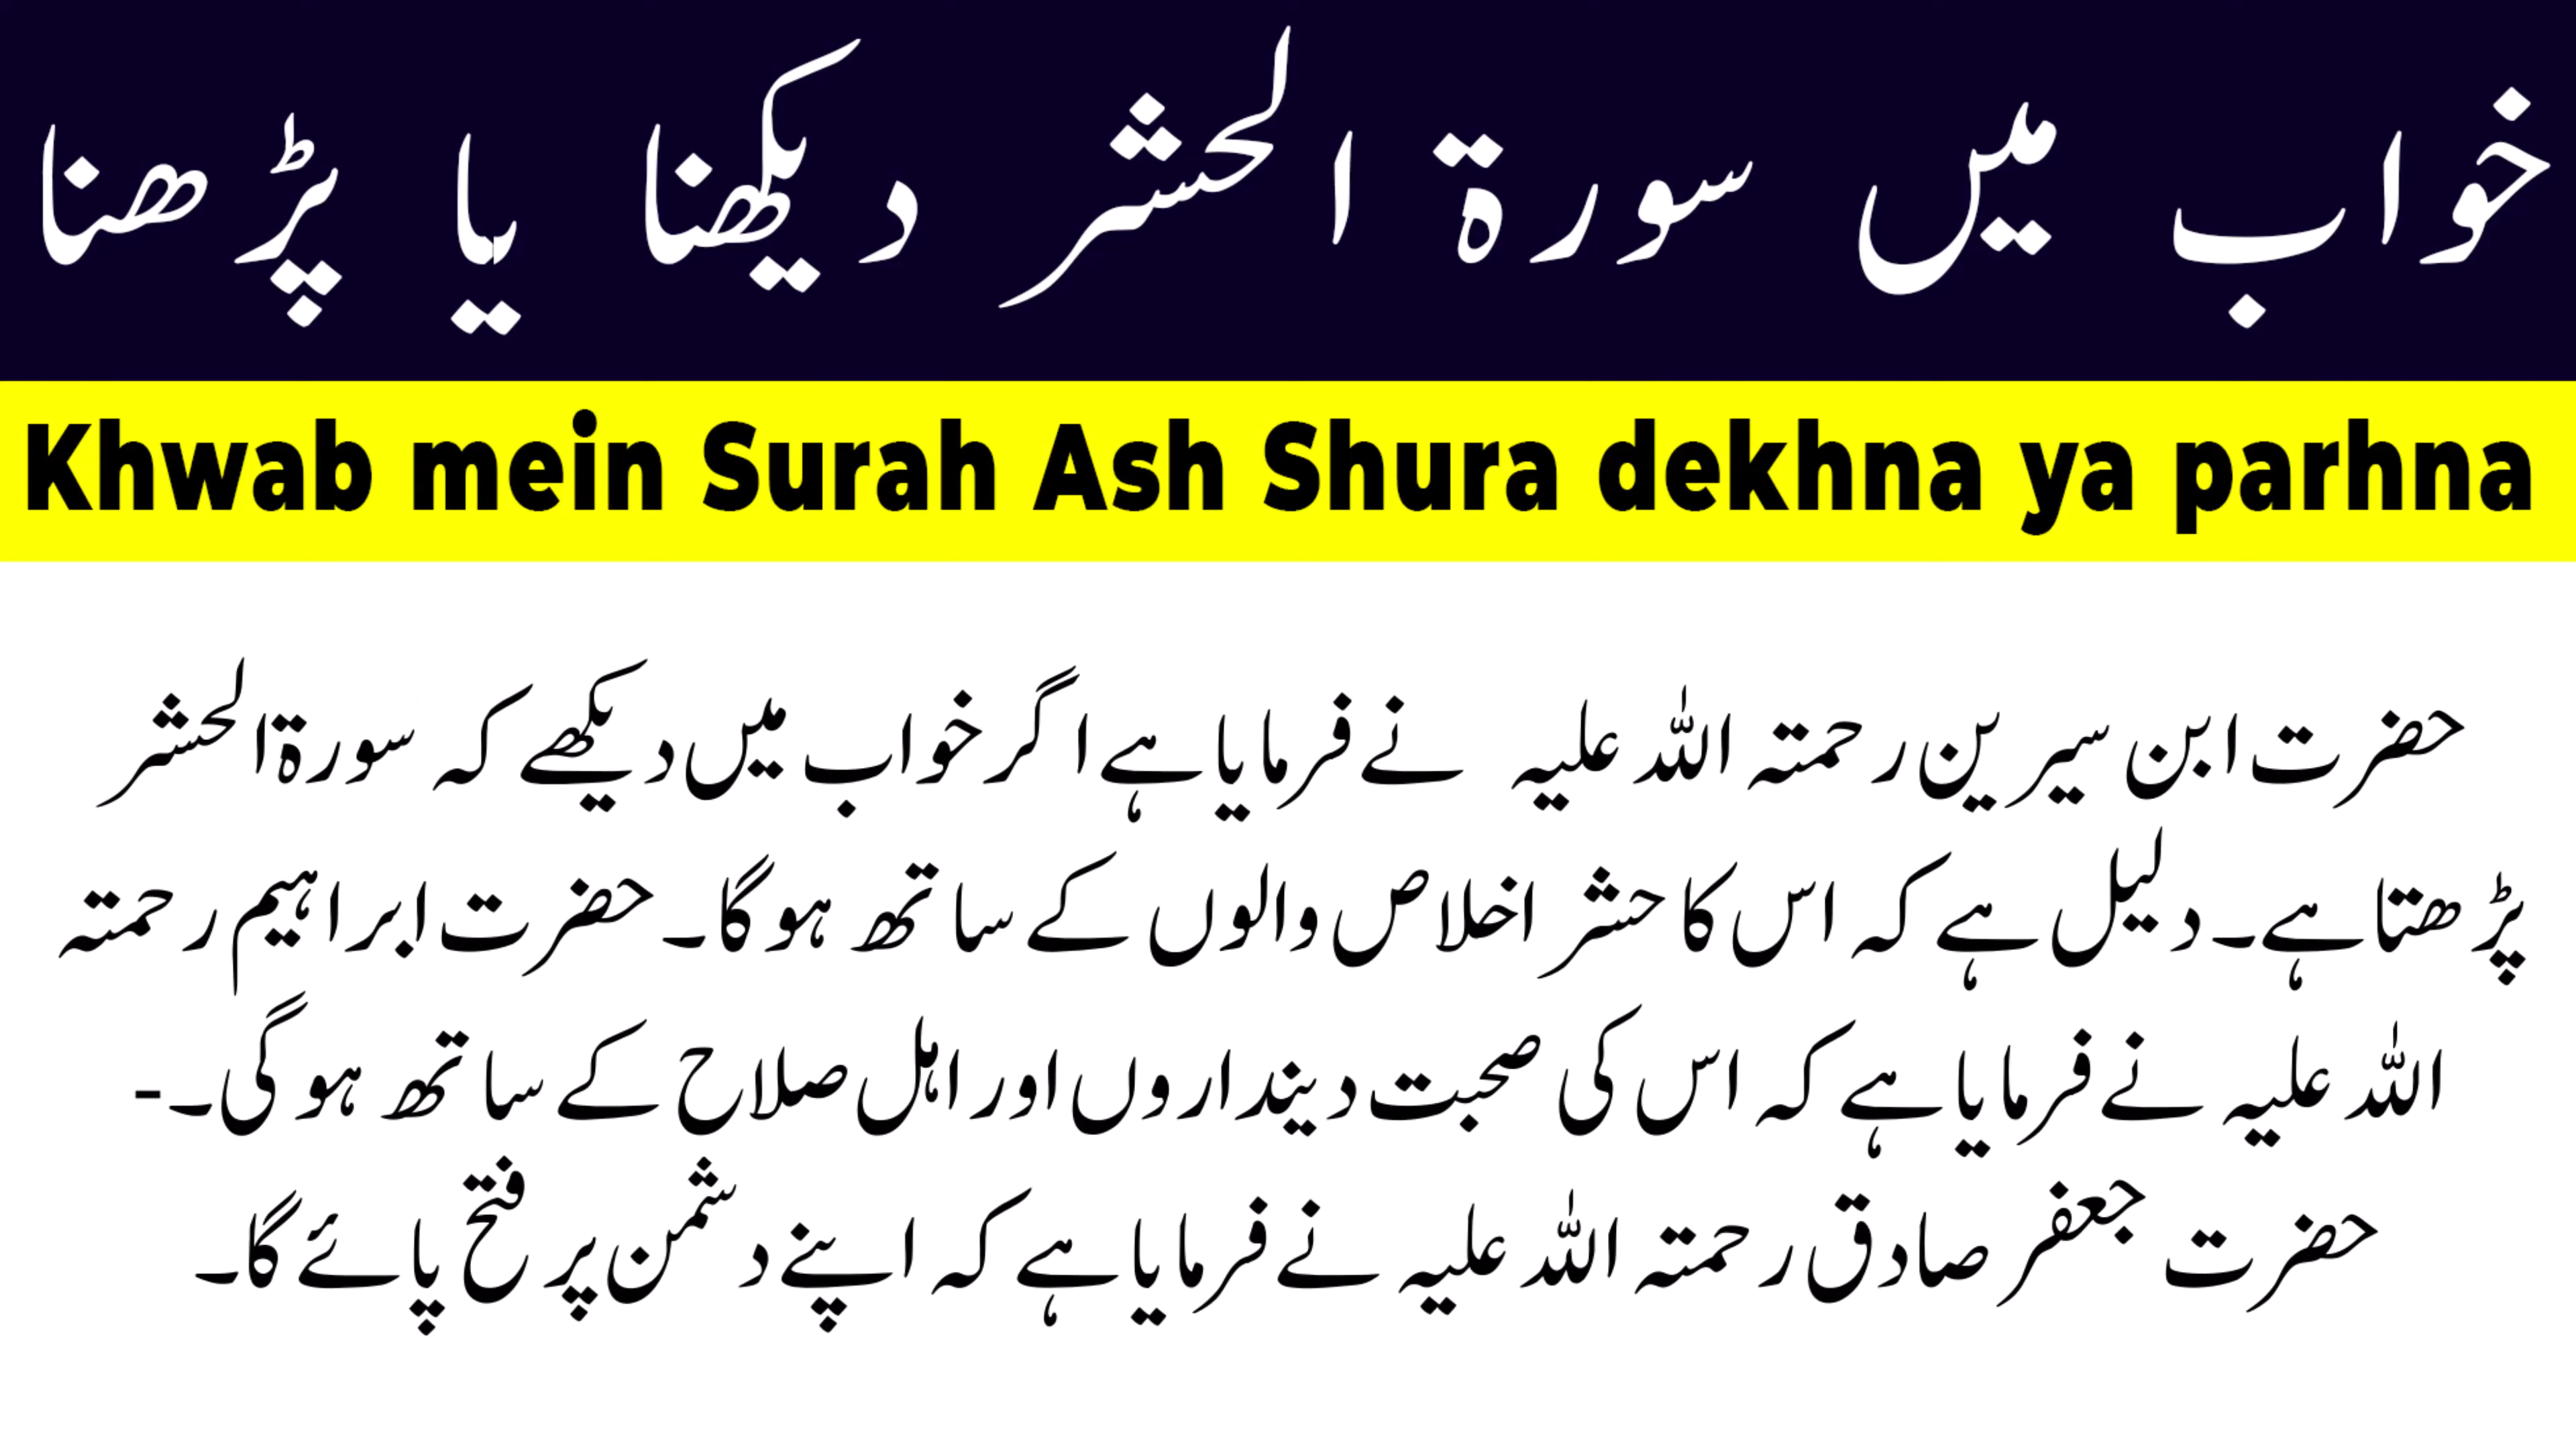 خواب میں سورۃ الحشر دیکھنا یا پڑھنا
Khwab mein Surah Ash Shura dekhna ya parhna
حضرت ابن سیرین رحمتہ اللہ علیہ نے فرمایا ہے اگر خواب میں دیکھے کہ سورۃ الحشر
پڑھتا ہے۔ دلیل ہے کہ اس کا حشر اخلاص والوں کے ساتھ ہو گا۔ حضرت ابراہیم رحمتہ
اللہ علیہ نے فرمایا ہے کہ اس کی صحبت دینداروں اور اہل صلاح کے ساتھ ہو گی۔-
حضرت جعفر صادق رحمتہ اللہ علیہ نے فرمایا ہے کہ اپنے دشمن پر فتح پائے گا۔